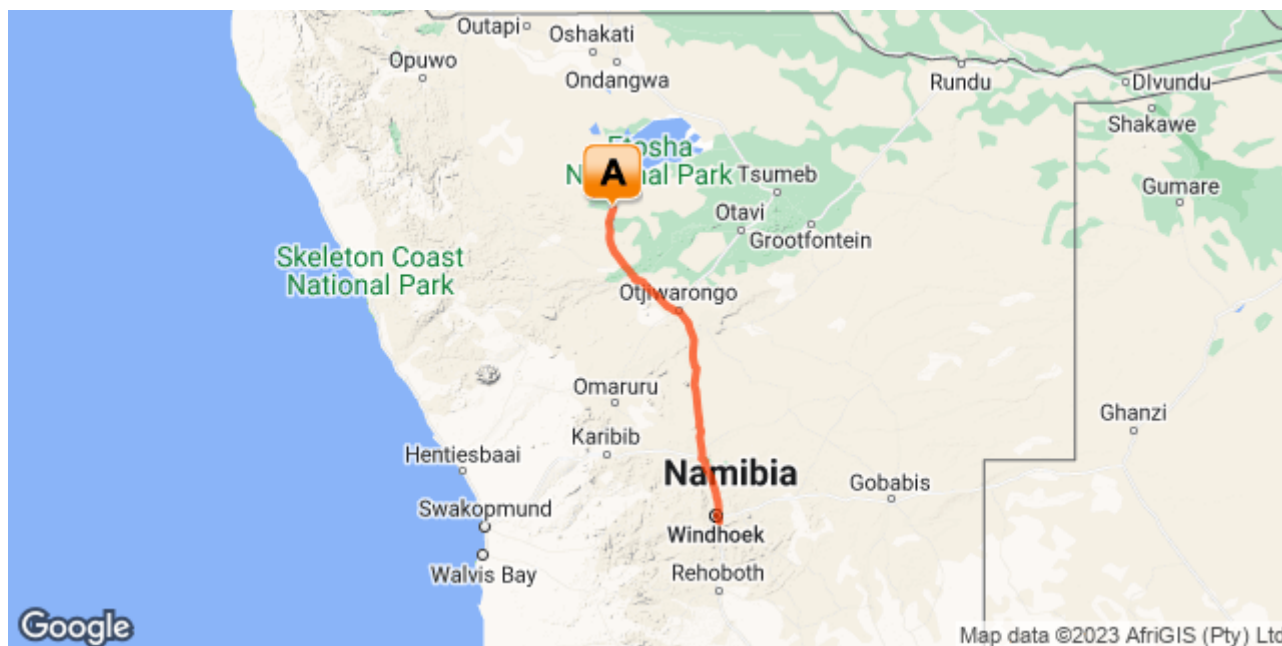 Outapi
Oshakati
Opuwo
Ondangwa
Rundu
DIvundu
Shakawe
Etosha
National Park
A
Tsumeb
Gumare
Otavi
Grootfontein
Skeleton Coast
National Park
Otjiwarongo
Omaruru
Ghanzi
Karibib
Hentiesbaai
Namibia
Gobabis
Swakopmund
Windhoek
Walvis Bay
Rehoboth
Google
Map data ©2023 AfriGIS (Pty) Ltd